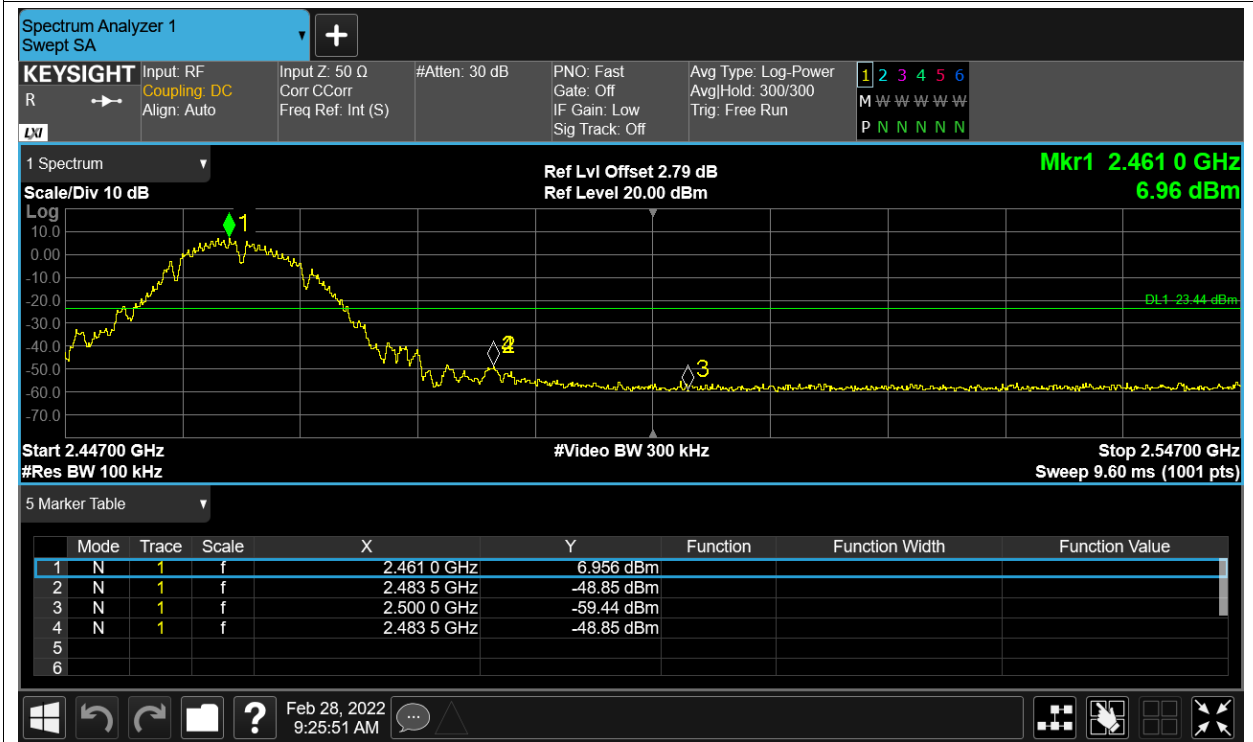 Spectrum Analyzer 1
Swept SA
KEYSIGHT
R
LXI
Input: RF
Coupling: DC
Align: Auto
Input Z: 50 Ω
Corr CCorr
Freq Ref: Int (S)
#Atten: 30 dB
PNO: Fast
Gate: Off
IF Gain: Low
Sig Track: Off
Avg Type: Log-Power
Avg|Hold: 300/300
Trig: Free Run
1 2 3 4 5 6
M W W W W W
P N N N N N
1 Spectrum
Scale/Div 10 dB
Ref Lvl Offset 2.79 dB
Ref Level 20.00 dBm
Mkr1 2.461 0 GHz
6.96 dBm
Log
10.0
0.00
-10.0
-20.0
-30.0
-40.0
-50.0
-60.0
-70.0
1
2
3
DL1 -23.44 dBm
Start 2.44700 GHz
#Video BW 300 kHz
Stop 2.54700 GHz
#Res BW 100 kHz
Sweep 9.60 ms (1001 pts)
5 Marker Table
Mode Trace Scale X Y Function Function Width Function Value
1 N 1 f 2.461 0 GHz 6.956 dBm
2 N 1 f 2.483 5 GHz -48.85 dBm
3 N 1 f 2.500 0 GHz -59.44 dBm
4 N 1 f 2.483 5 GHz -48.85 dBm
5
6
?
Feb 28, 2022
9:25:51 AM